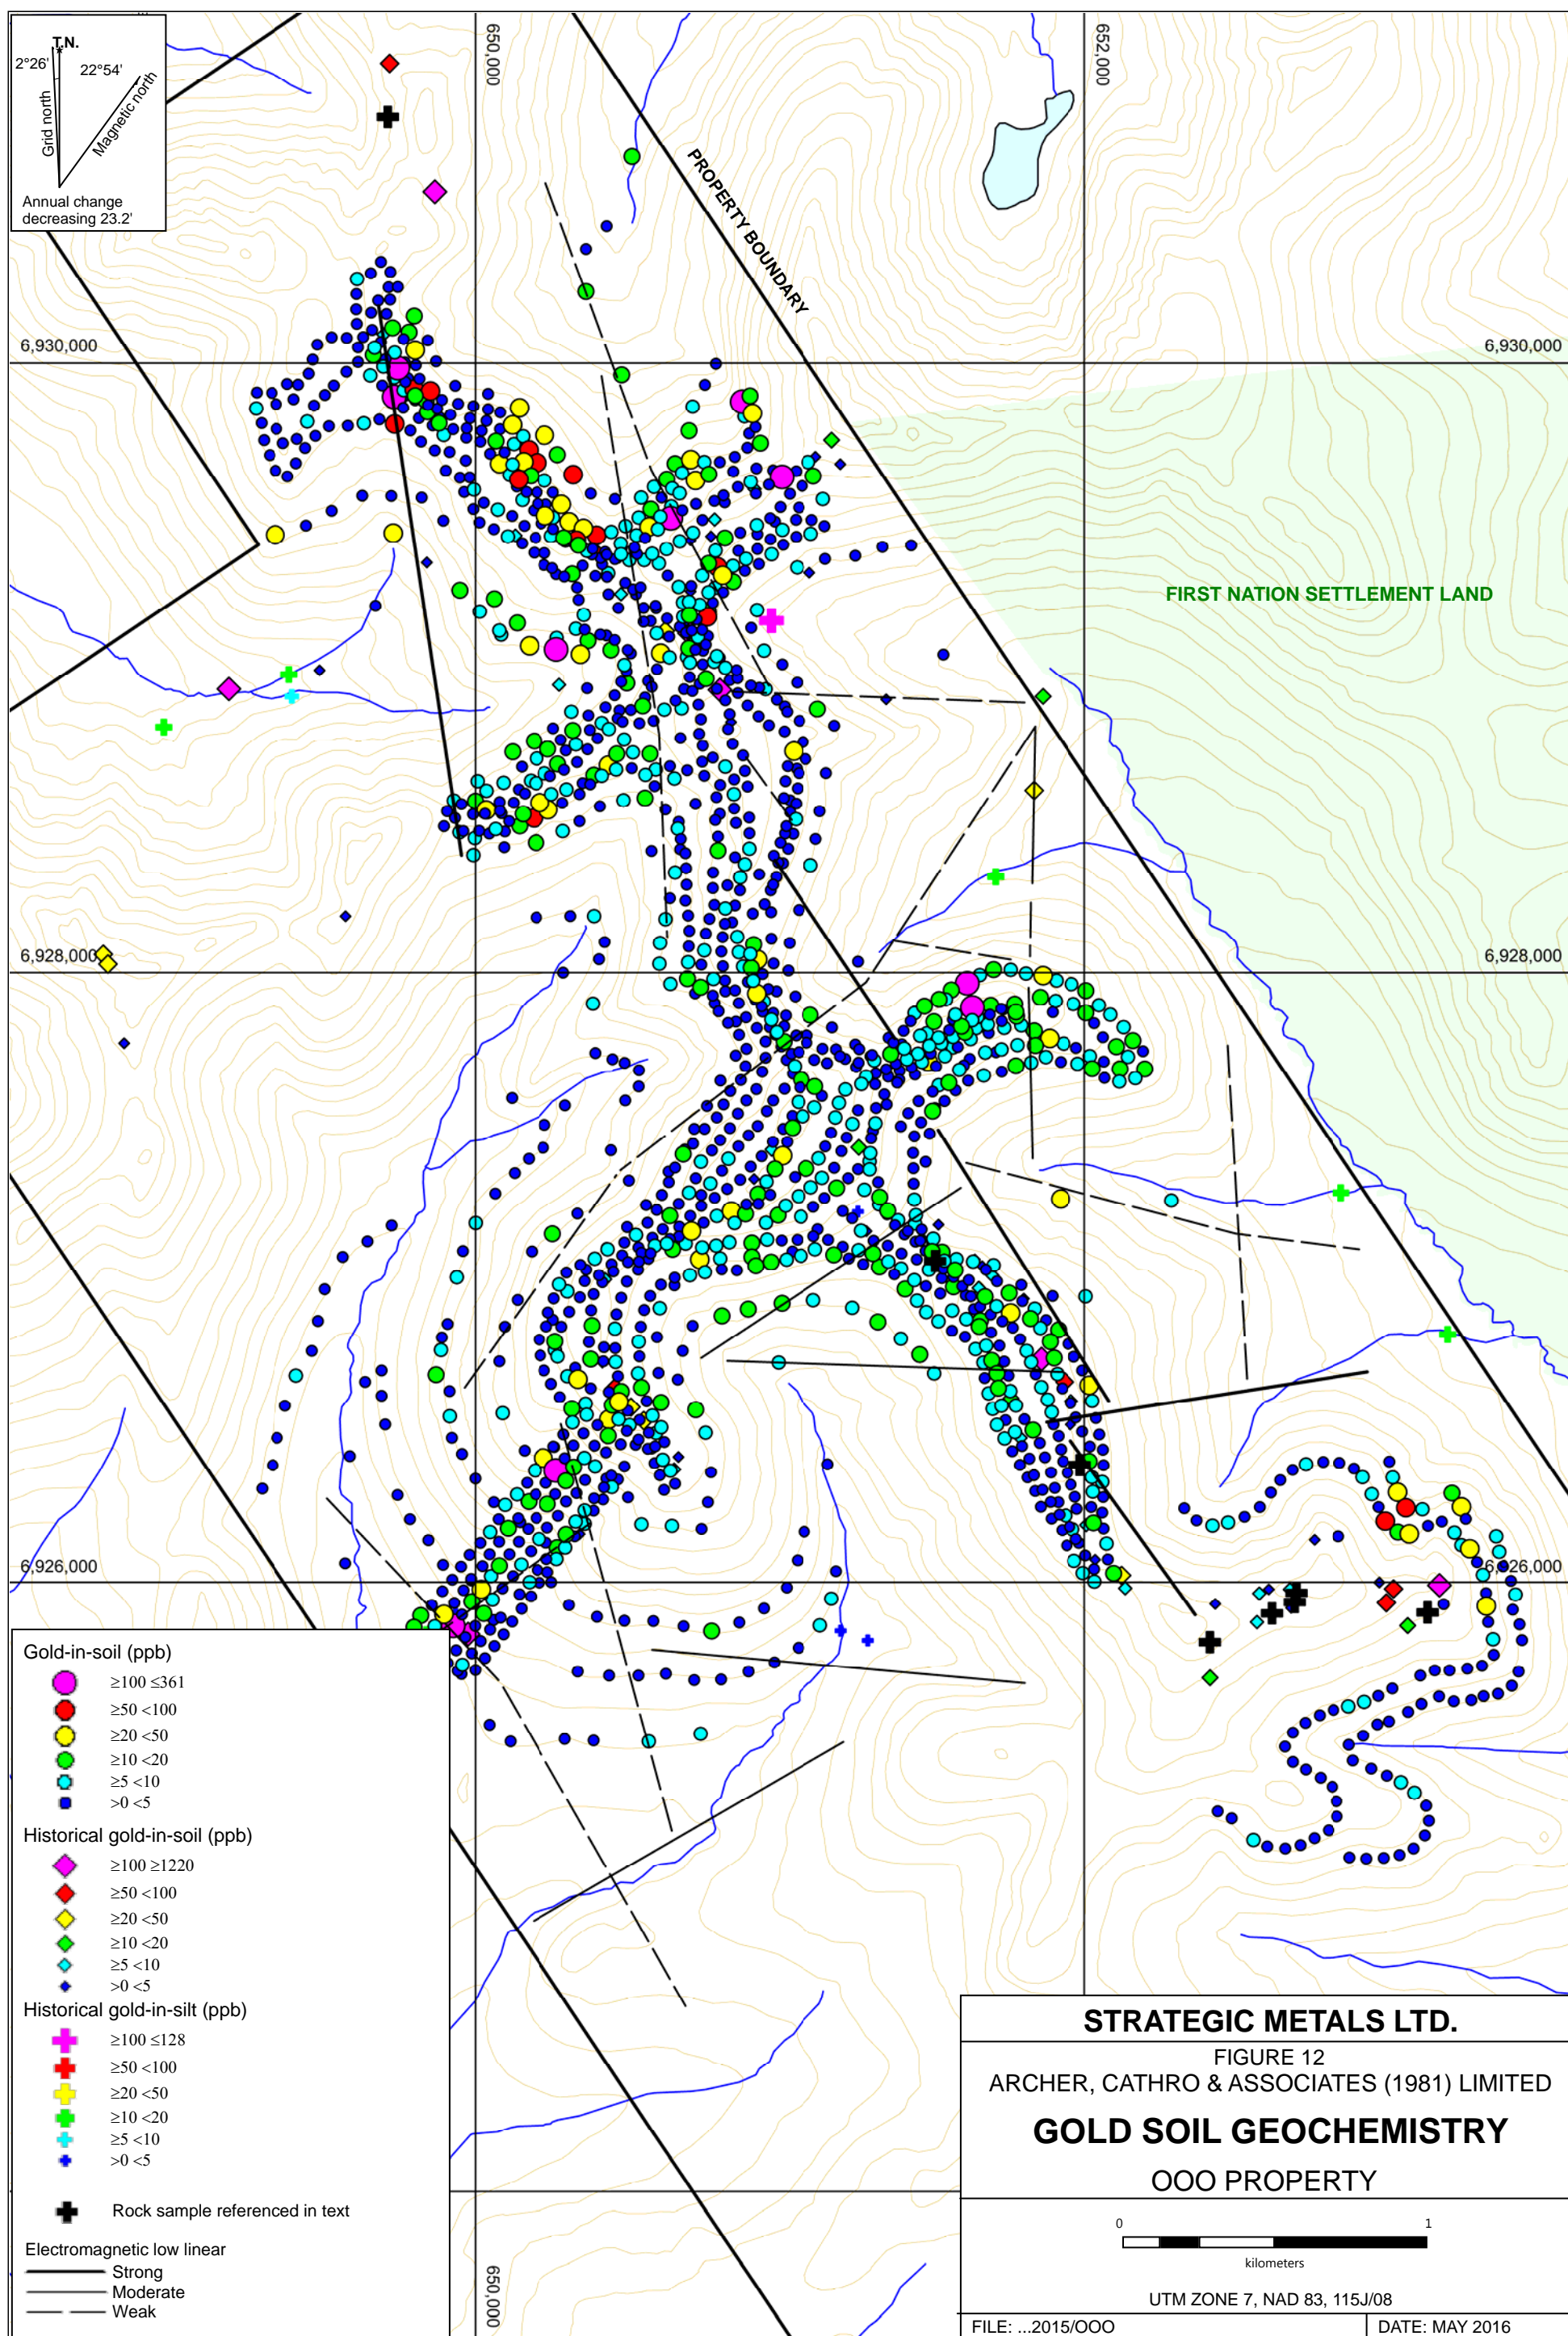 T.N.
2°26'
22°54'
Grid north
Magnetic north
Annual change
decreasing 23.2'
650,000
652,000
PROPERTY BOUNDARY
6,930,000
6,930,000
FIRST NATION SETTLEMENT LAND
6,928,000
6,928,000
6,926,000
6,926,000
Gold-in-soil (ppb)
≥100 ≤361
≥50 <100
≥20 <50
≥10 <20
≥5 <10
>0 <5
Historical gold-in-soil (ppb)
≥100 ≥1220
≥50 <100
≥20 <50
≥10 <20
≥5 <10
>0 <5
Historical gold-in-silt (ppb)
≥100 ≤128
≥50 <100
≥20 <50
≥10 <20
≥5 <10
>0 <5
Rock sample referenced in text
Electromagnetic low linear
Strong
Moderate
Weak
650,000
STRATEGIC METALS LTD.
FIGURE 12
ARCHER, CATHRO & ASSOCIATES (1981) LIMITED
GOLD SOIL GEOCHEMISTRY
OOO PROPERTY
0 1
kilometers
UTM ZONE 7, NAD 83, 115J/08
FILE: ...2015/OOO
DATE: MAY 2016